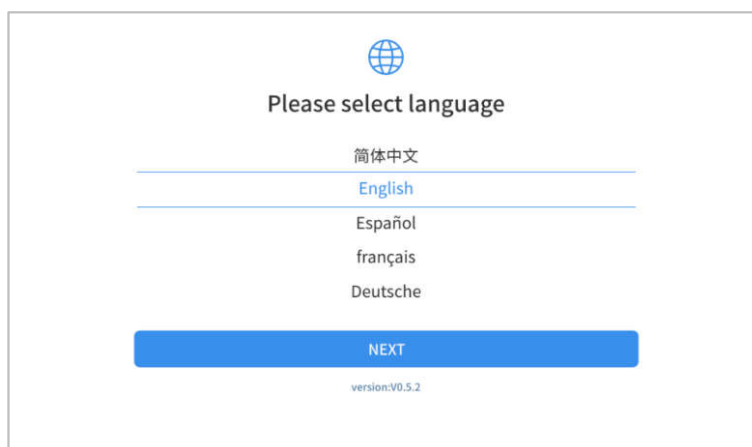 Please select language
简体中文
English
Español
français
Deutsche
NEXT
version:V0.5.2